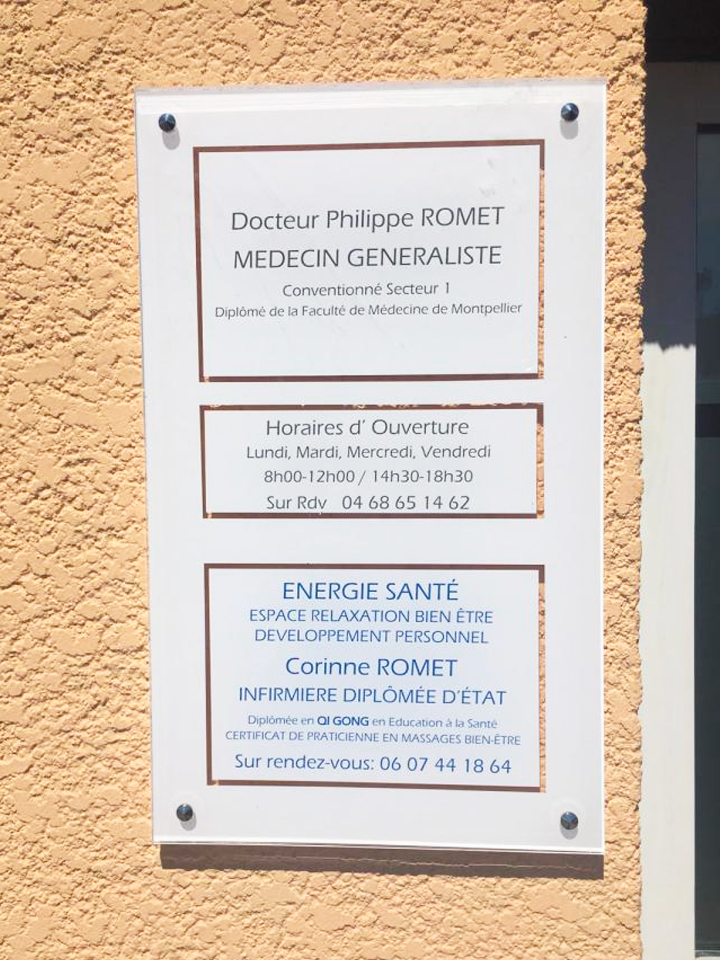 Docteur Philippe ROMET
MEDECIN GENERALISTE
Conventionné Secteur 1
Diplômé de la Faculté de Médecine de Montpellier
Horaires d' Ouverture
Lundi, Mardi, Mercredi, Vendredi
8h00-12h00 / 14h30-18h30
Sur Rdv 04 68 65 14 62
ENERGIE SANTÉ
ESPACE RELAXATION BIEN ÊTRE
DEVELOPPEMENT PERSONNEL
Corinne ROMET
INFIRMIERE DIPLÔMÉE D'ÉTAT
Diplômée en QI GONG en Education à la Santé
CERTIFICAT DE PRATICIENNE EN MASSAGES BIEN-ÊTRE
Sur rendez-vous: 06 07 44 18 64